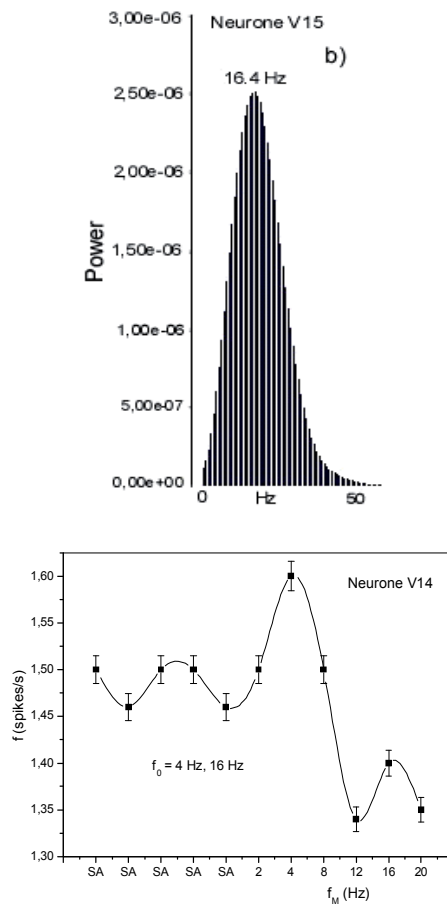 3,00e-06
Neurone V15
b)
16.4 Hz
2,50e-06
2,00e-06
Power
1,50e-06
1,00e-06
5,00e-07
0,00e+00
0
Hz
50
Neurone V14
1,60
1,55
1,50
f (spikes/s)
1,45
1,40
1,35
1,30
f0 = 4 Hz, 16 Hz
SA SA SA SA SA 2 4 8 12 16 20
fM (Hz)